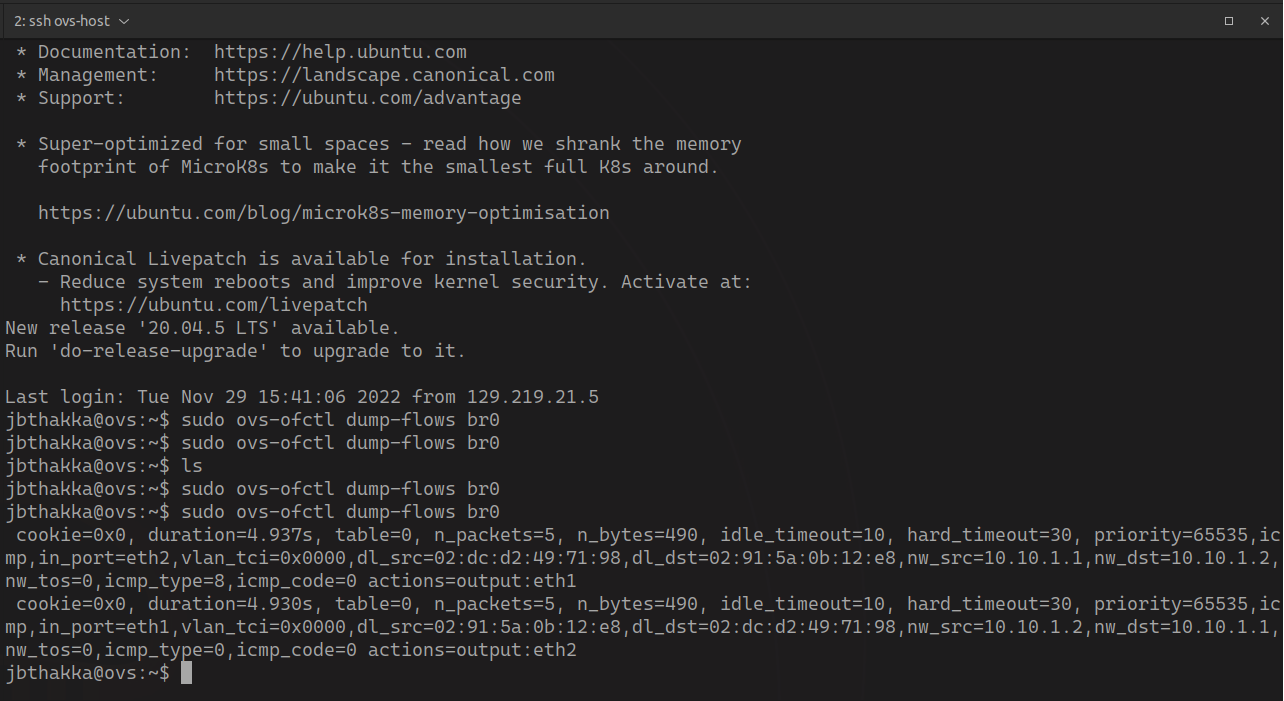 2: ssh ovs-host
* Documentation:  https://help.ubuntu.com
* Management:     https://landscape.canonical.com
* Support:        https://ubuntu.com/advantage
* Super-optimized for small spaces - read how we shrank the memory
footprint of MicroK8s to make it the smallest full K8s around.
https://ubuntu.com/blog/microk8s-memory-optimisation
* Canonical Livepatch is available for installation.
- Reduce system reboots and improve kernel security. Activate at:
https://ubuntu.com/livepatch
New release '20.04.5 LTS' available.
Run 'do-release-upgrade' to upgrade to it.
Last login: Tue Nov 29 15:41:06 2022 from 129.219.21.5
jbthakka@ovs:~$ sudo ovs-ofctl dump-flows br0
jbthakka@ovs:~$ sudo ovs-ofctl dump-flows br0
jbthakka@ovs:~$ ls
jbthakka@ovs:~$ sudo ovs-ofctl dump-flows br0
jbthakka@ovs:~$ sudo ovs-ofctl dump-flows br0
cookie=0x0, duration=4.937s, table=0, n_packets=5, n_bytes=490, idle_timeout=10, hard_timeout=30, priority=65535,ic
mp,in_port=eth2,vlan_tci=0x0000,dl_src=02:dc:d2:49:71:98,dl_dst=02:91:5a:0b:12:e8,nw_src=10.10.1.1,nw_dst=10.10.1.2,
nw_tos=0,icmp_type=8,icmp_code=0 actions=output:eth1
cookie=0x0, duration=4.930s, table=0, n_packets=5, n_bytes=490, idle_timeout=10, hard_timeout=30, priority=65535,ic
mp,in_port=eth1,vlan_tci=0x0000,dl_src=02:91:5a:0b:12:e8,dl_dst=02:dc:d2:49:71:98,nw_src=10.10.1.2,nw_dst=10.10.1.1,
nw_tos=0,icmp_type=0,icmp_code=0 actions=output:eth2
jbthakka@ovs:~$